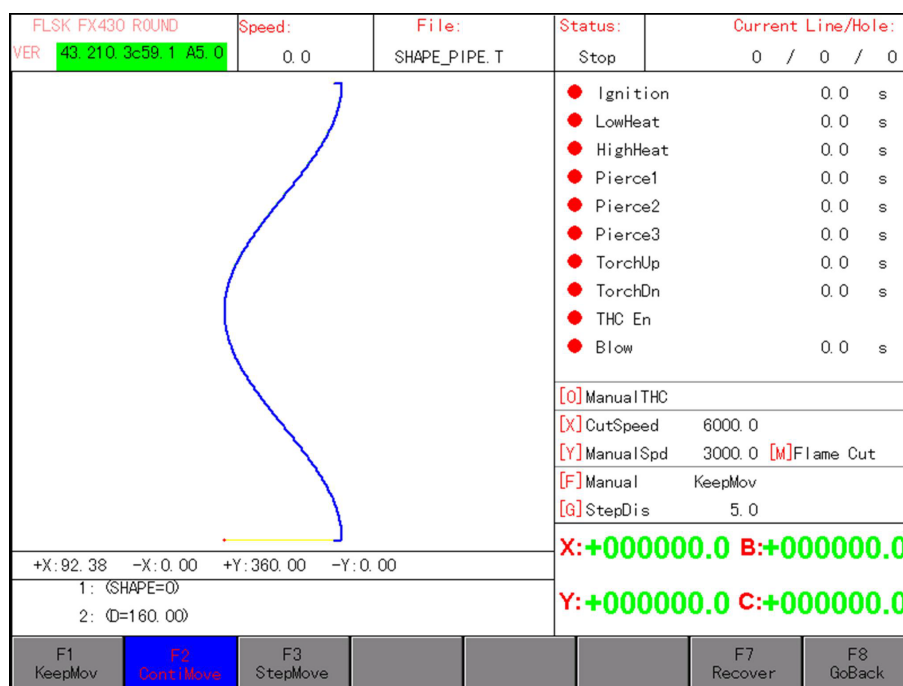 FLSK FX430 ROUND
Speed:
File:
Status:
Current Line/Hole:
VER 43.210.3c59.1 A5.0
0.0
SHAPE_PIPE.T
Stop
0 / 0 / 0
Ignition 0.0 s
LowHeat 0.0 s
HighHeat 0.0 s
Pierce1 0.0 s
Pierce2 0.0 s
Pierce3 0.0 s
TorchUp 0.0 s
TorchDn 0.0 s
THC En
Blow 0.0 s
[O]ManualTHC
[X]CutSpeed 6000.0
[Y]ManualSpd 3000.0 [M]Flame Cut
[F]Manual KeepMov
[G]StepDis 5.0
X:+000000.0 B:+000000.0
Y:+000000.0 C:+000000.0
+X:92.38 -X:0.00 +Y:360.00 -Y:0.00
1: (SHAPE=0)
2: (D=160.00)
F1
KeepMov
F2
ContiMove
F3
StepMove
F7
Recover
F8
GoBack